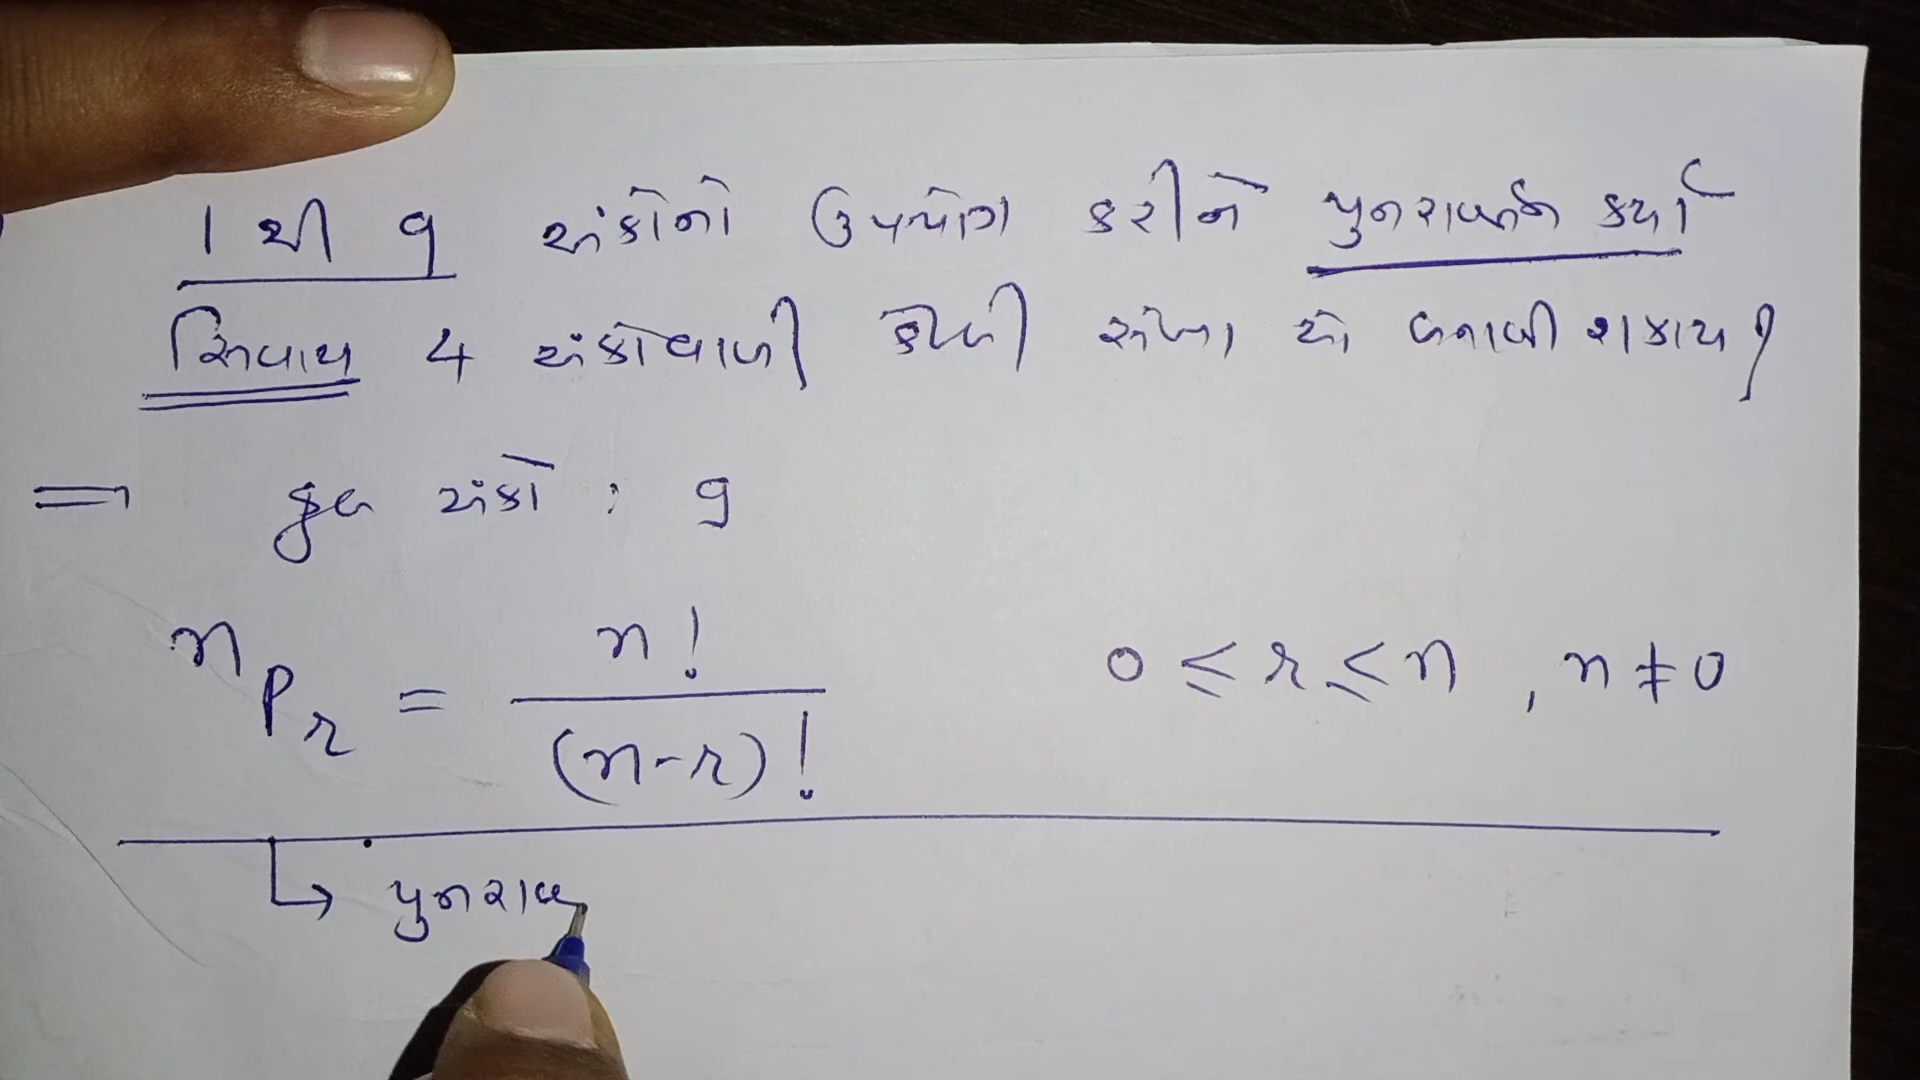 1 થી 9 અંકોનો ઉપયોગ કરીને પુનરાવર્તન કર્યા
સિવાય 4 અંકોવાળી કેટલી સંખ્યાઓ બનાવી શકાય?
⇒ કુલ અંકો : 9
ⁿPᵣ = n! / (n-r)!    0 ≤ r ≤ n , n ≠ 0
↳ પુનરાવ